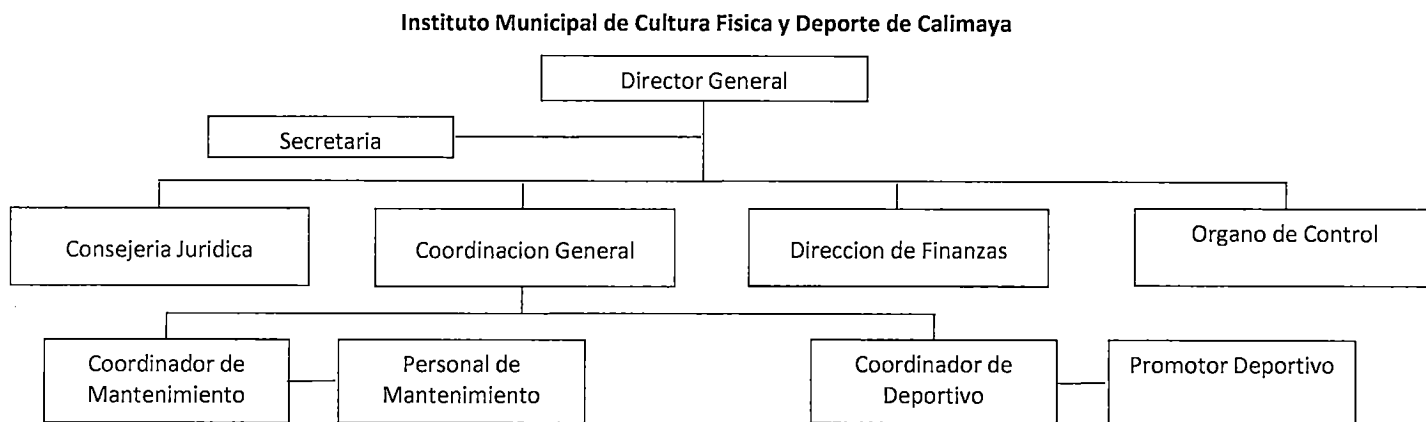 Instituto Municipal de Cultura Fisica y Deporte de Calimaya
Director General
Secretaria
Consejeria Juridica
Coordinacion General
Direccion de Finanzas
Organo de Control
Coordinador de
Mantenimiento
Personal de
Mantenimiento
Coordinador de
Deportivo
Promotor Deportivo